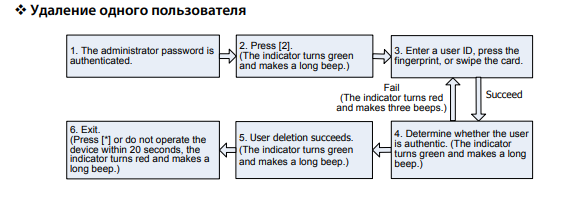 ❖ Удаление одного пользователя
1. The administrator password is
authenticated.
2. Press [2].
(The indicator turns green
and makes a long beep.)
3. Enter a user ID, press the
fingerprint, or swipe the card.
Fail
(The indicator turns red
and makes three beeps.)
Succeed
4. Determine whether the user
is authentic. (The indicator
turns green and makes a long
beep.)
5. User deletion succeeds.
(The indicator turns green
and makes a long beep.)
6. Exit.
(Press [*] or do not operate the
device within 20 seconds, the
indicator turns red and makes a
long beep.)